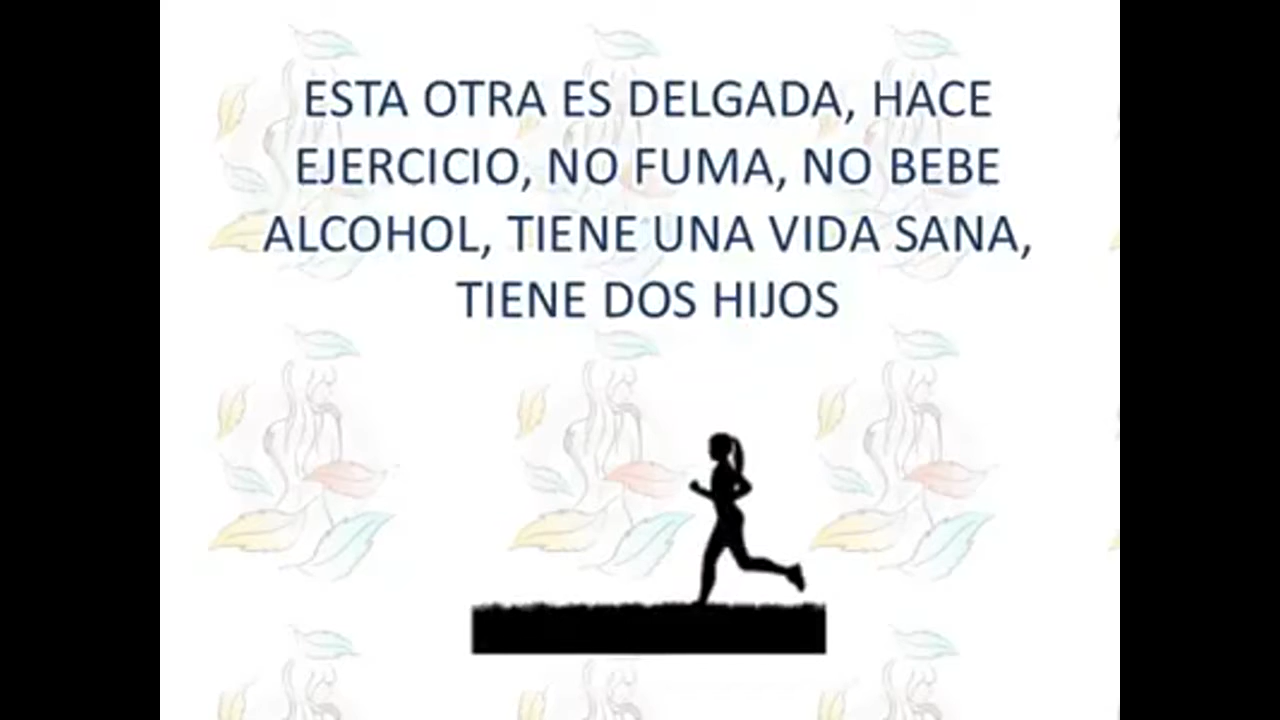 ESTA OTRA ES DELGADA, HACE
EJERCICIO, NO FUMA, NO BEBE
ALCOHOL, TIENE UNA VIDA SANA,
TIENE DOS HIJOS